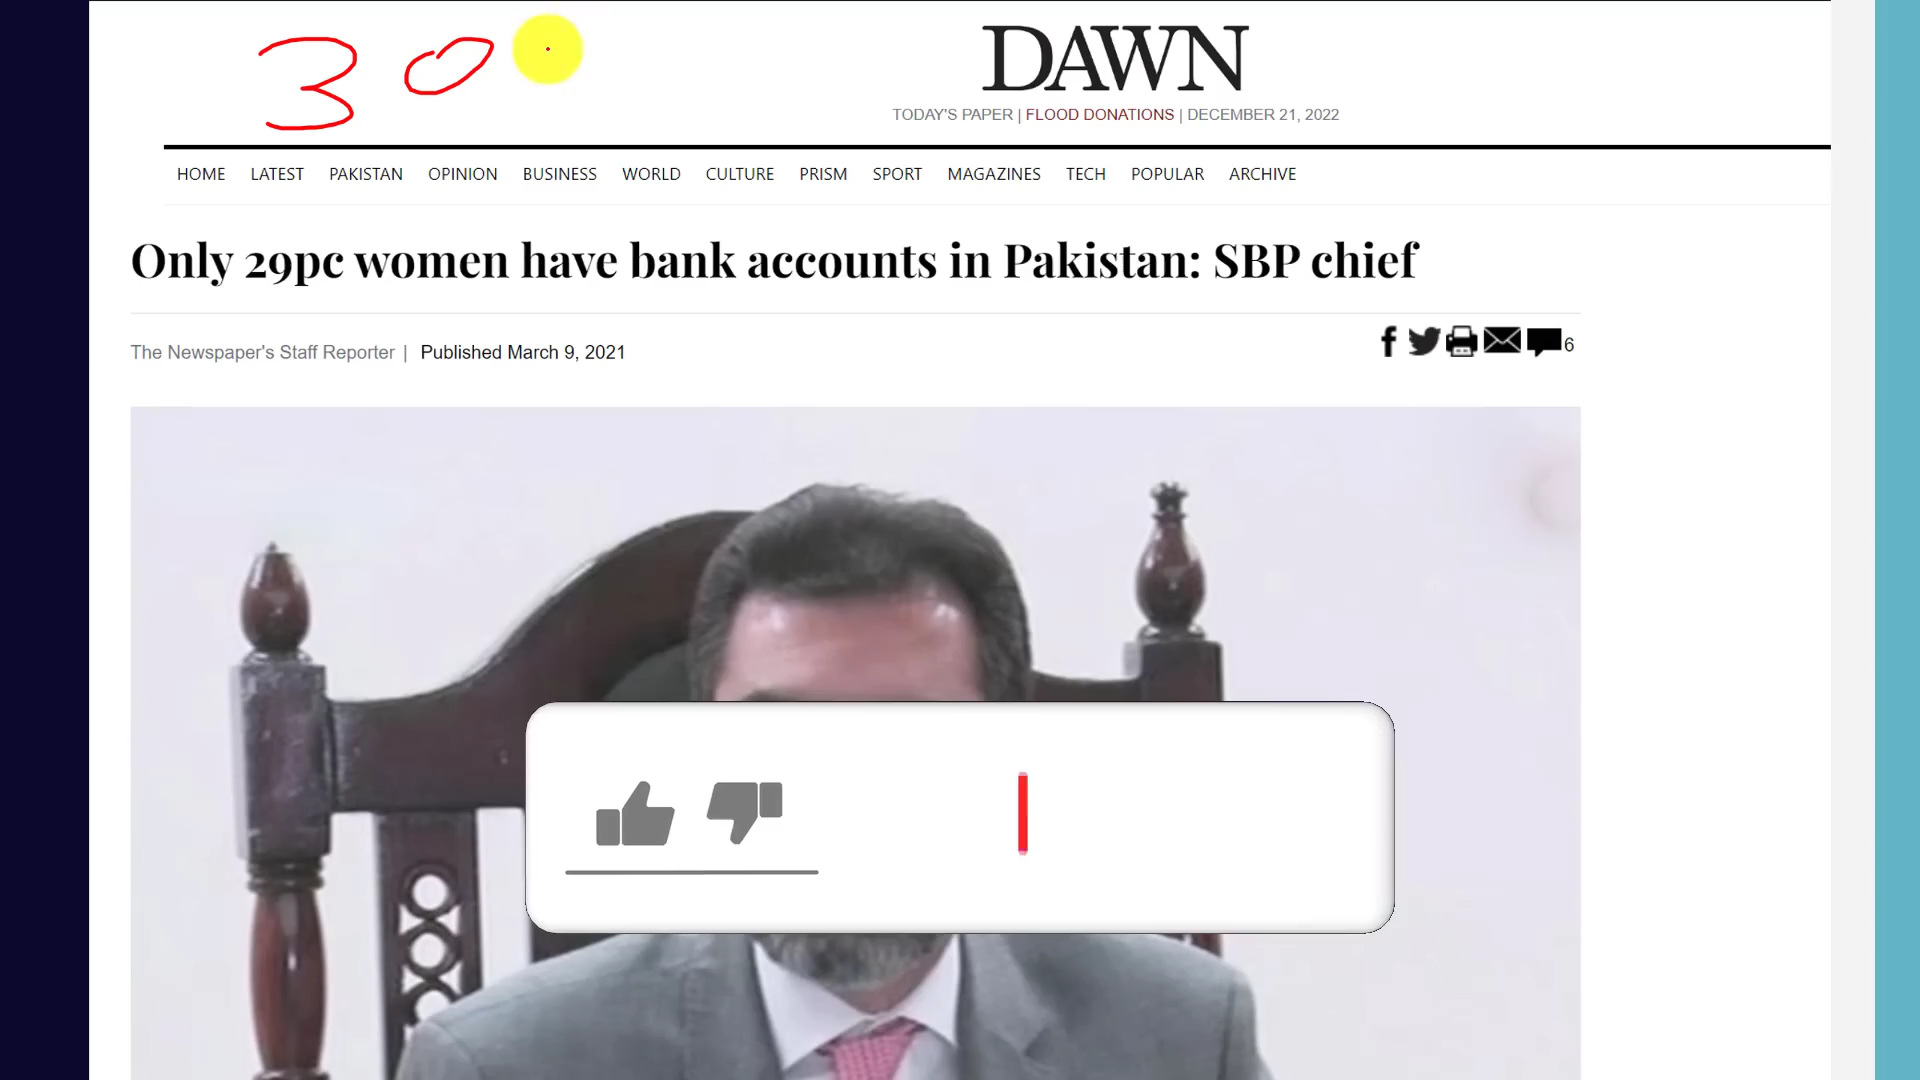 30
DAWN
TODAY'S PAPER | FLOOD DONATIONS | DECEMBER 21, 2022
HOME LATEST PAKISTAN OPINION BUSINESS WORLD CULTURE PRISM SPORT MAGAZINES TECH POPULAR ARCHIVE
Only 29pc women have bank accounts in Pakistan: SBP chief
The Newspaper's Staff Reporter | Published March 9, 2021
6